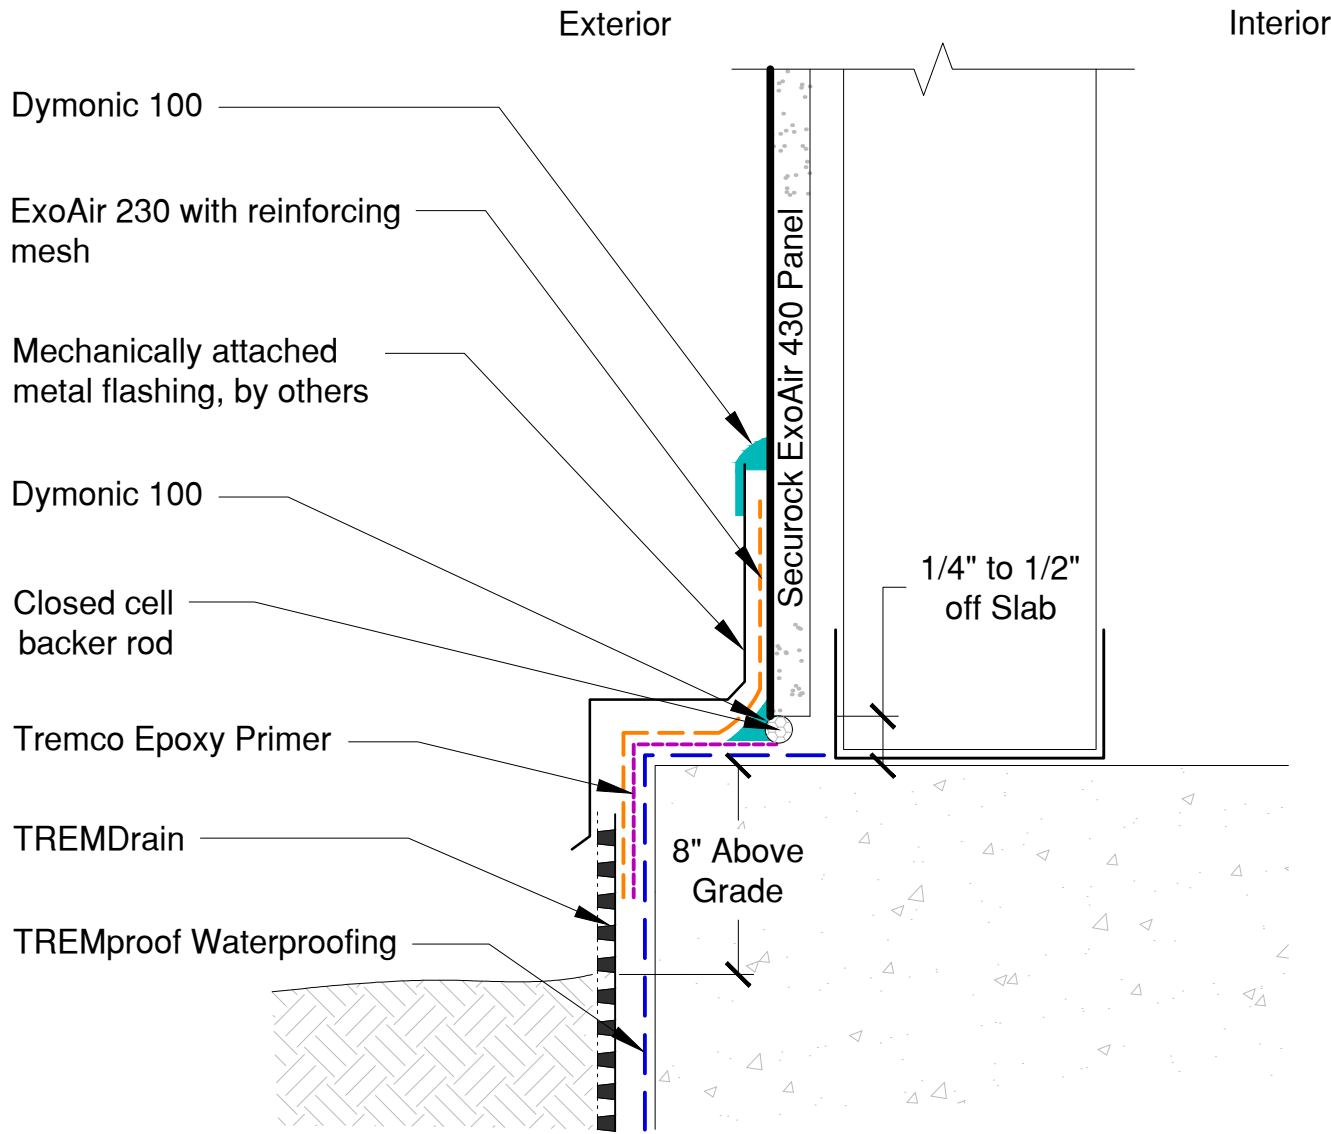 Exterior
Interior
Dymonic 100
ExoAir 230 with reinforcing
mesh
Mechanically attached
metal flashing, by others
Dymonic 100
Closed cell
backer rod
Tremco Epoxy Primer
TREMDrain
TREMproof Waterproofing
Securock ExoAir 430 Panel
1/4" to 1/2"
off Slab
8" Above
Grade